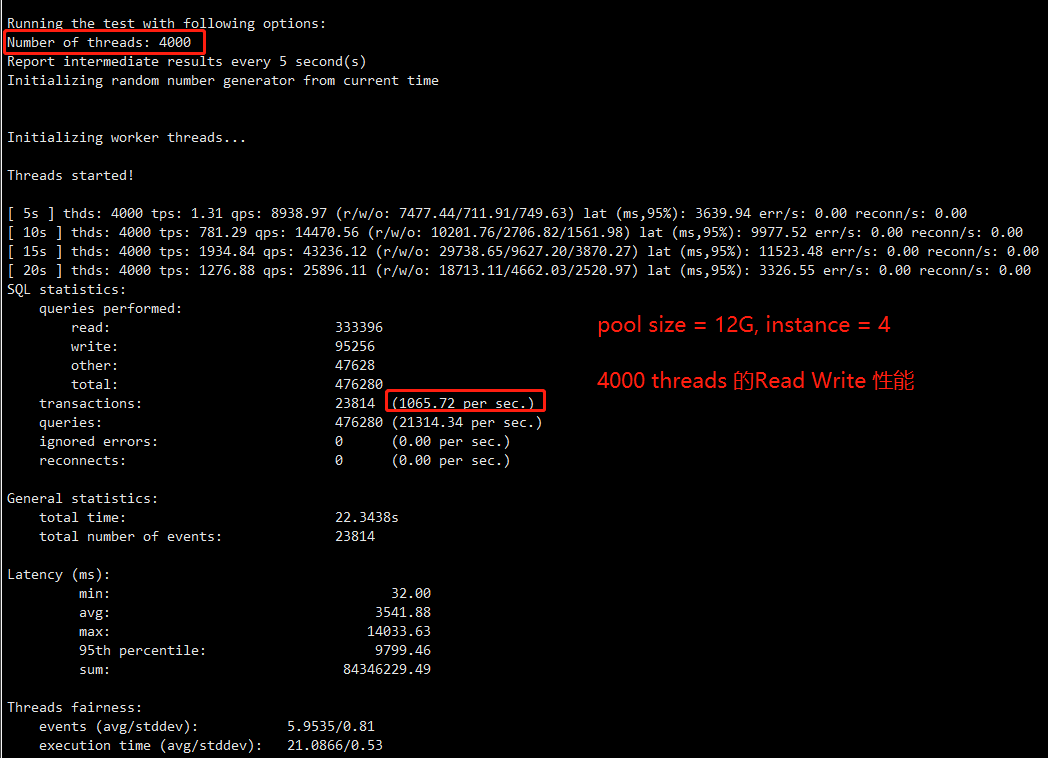 Running the test with following options:
Number of threads: 4000
Report intermediate results every 5 second(s)
Initializing random number generator from current time
Initializing worker threads...
Threads started!
[ 5s ] thds: 4000 tps: 1.31 qps: 8938.97 (r/w/o: 7477.44/711.91/749.63) lat (ms,95%): 3639.94 err/s: 0.00 reconn/s: 0.00
[ 10s ] thds: 4000 tps: 781.29 qps: 14470.56 (r/w/o: 10201.76/2706.82/1561.98) lat (ms,95%): 9977.52 err/s: 0.00 reconn/s: 0.00
[ 15s ] thds: 4000 tps: 1934.84 qps: 43236.12 (r/w/o: 29738.65/9627.20/3870.27) lat (ms,95%): 11523.48 err/s: 0.00 reconn/s: 0.00
[ 20s ] thds: 4000 tps: 1276.88 qps: 25896.11 (r/w/o: 18713.11/4662.03/2520.97) lat (ms,95%): 3326.55 err/s: 0.00 reconn/s: 0.00
SQL statistics:
queries performed:
read: 333396
write: 95256
other: 47628
total: 476280
transactions: 23814 (1065.72 per sec.)
queries: 476280 (21314.34 per sec.)
ignored errors: 0 (0.00 per sec.)
reconnects: 0 (0.00 per sec.)
pool size = 12G, instance = 4
4000 threads 的Read Write 性能
General statistics:
total time: 22.3438s
total number of events: 23814
Latency (ms):
min: 32.00
avg: 3541.88
max: 14033.63
95th percentile: 9799.46
sum: 84346229.49
Threads fairness:
events (avg/stddev): 5.9535/0.81
execution time (avg/stddev): 21.0866/0.53